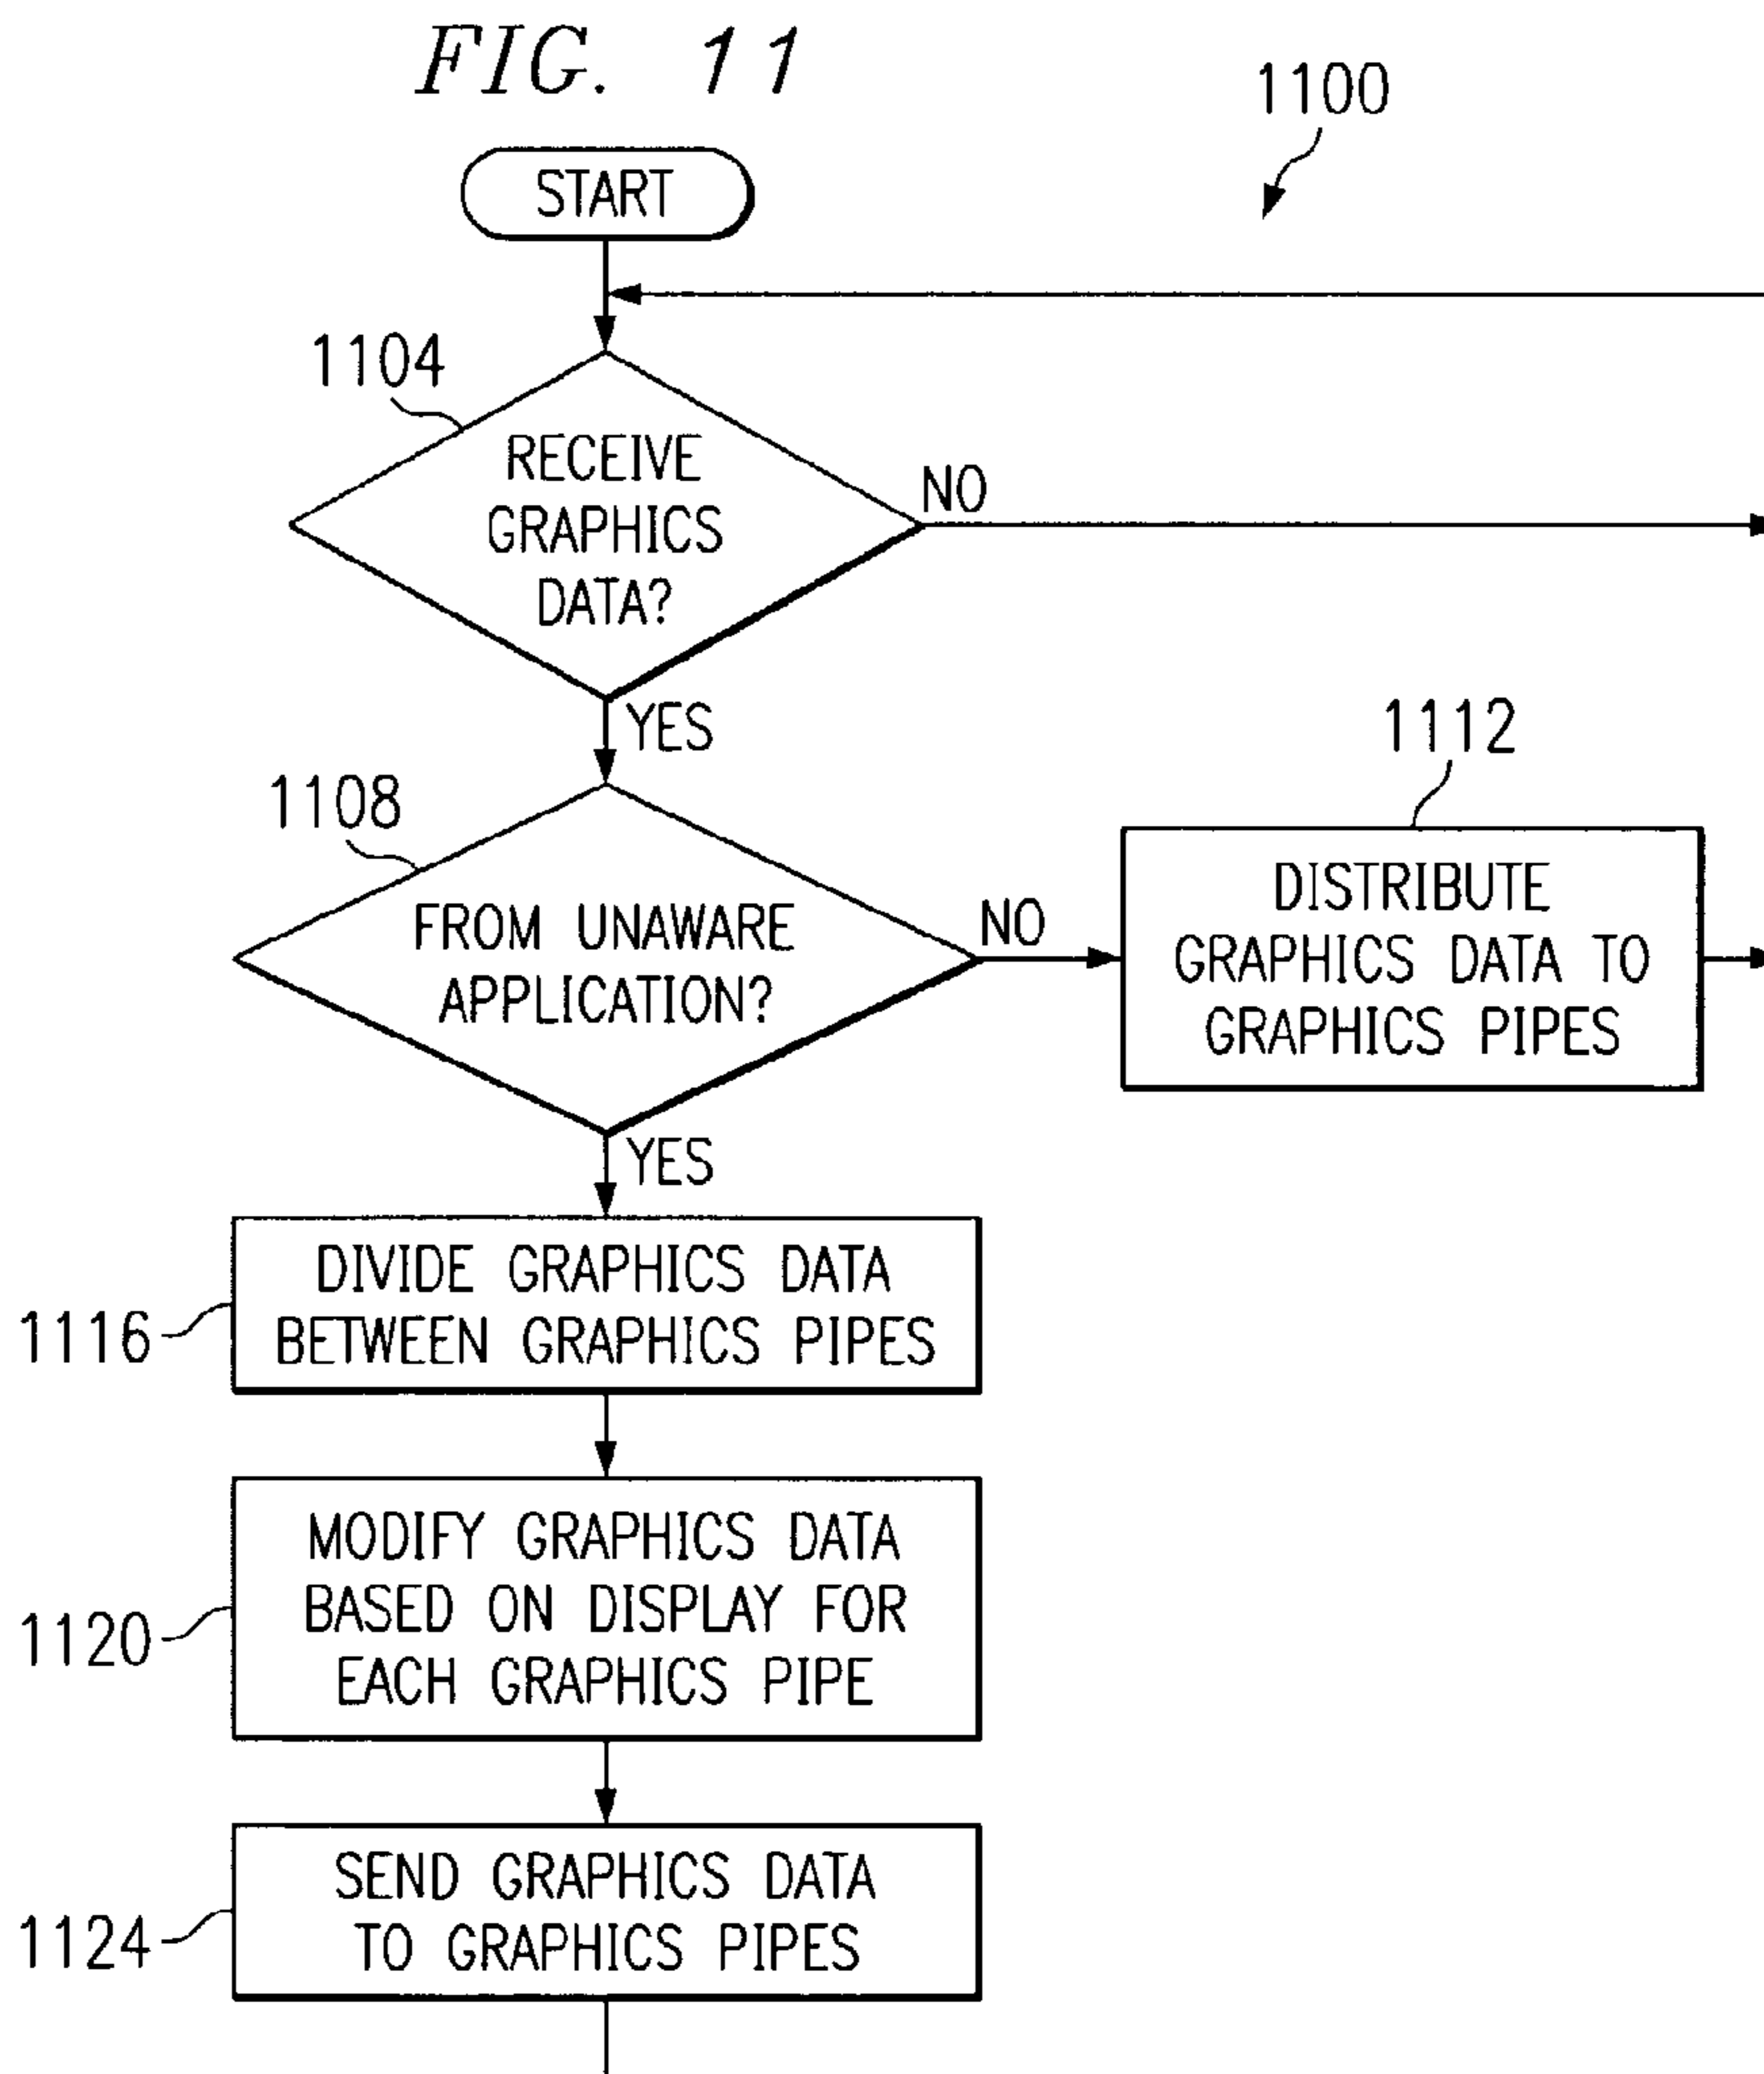 FIG. 11
1100
START
1104
RECEIVE
GRAPHICS
DATA?
NO
YES
1108
FROM UNAWARE
APPLICATION?
NO
1112
DISTRIBUTE
GRAPHICS DATA TO
GRAPHICS PIPES
YES
1116
DIVIDE GRAPHICS DATA
BETWEEN GRAPHICS PIPES
1120
MODIFY GRAPHICS DATA
BASED ON DISPLAY FOR
EACH GRAPHICS PIPE
1124
SEND GRAPHICS DATA
TO GRAPHICS PIPES